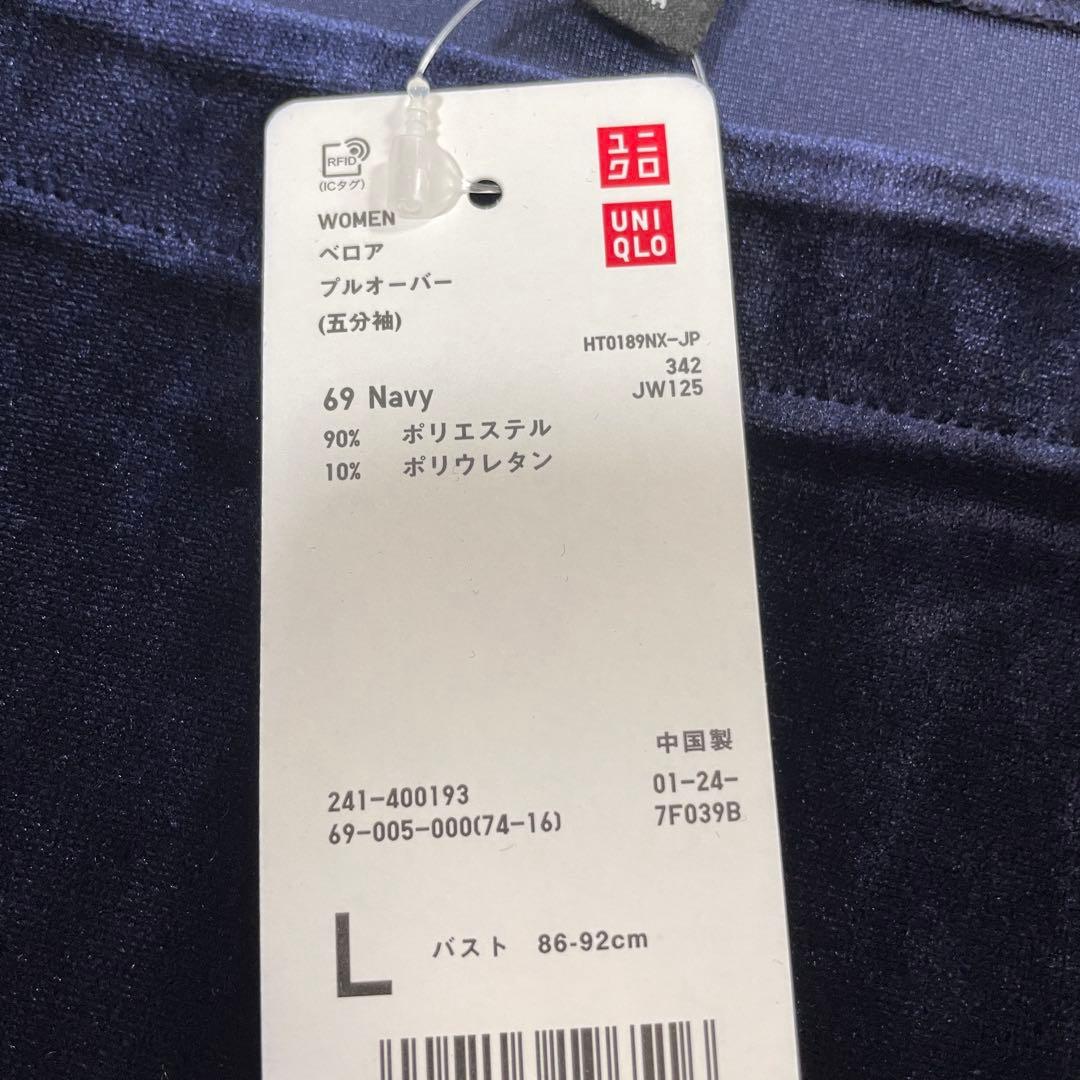 RFID
(ICタグ)
ユニ
クロ
UNI
QLO
WOMEN
ベロア
プルオーバー
(五分袖)
HT0189NX-JP
342
JW125
69 Navy
90% ポリエステル
10% ポリウレタン
中国製
241-400193
01-24-
69-005-000(74-16)
7F039B
L
バスト 86-92cm